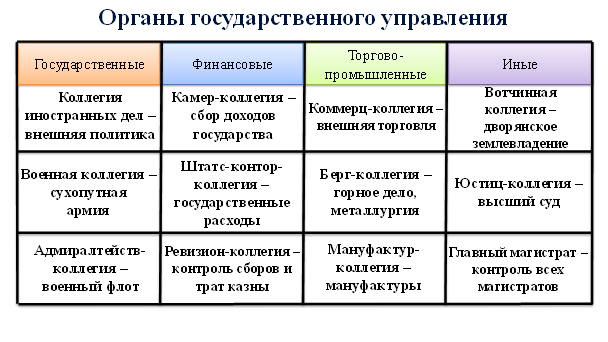 Органы государственного управления
Государственные
Финансовые
Торгово-
промышленные
Иные
Коллегия
иностранных дел –
внешняя политика
Камер-коллегия –
сбор доходов
государства
Коммерц-коллегия –
внешняя торговля
Вотчинная
коллегия –
дворянское
землевладение
Военная коллегия –
сухопутная
армия
Штатс-контор-
коллегия –
государственные
расходы
Берг-коллегия –
горное дело,
металлургия
Юстиц-коллегия –
высший суд
Адмиралтейств-
коллегия –
военный флот
Ревизион-коллегия –
контроль сборов и
трат казны
Мануфактур-
коллегия –
мануфактуры
Главный магистрат –
контроль всех
магистратов